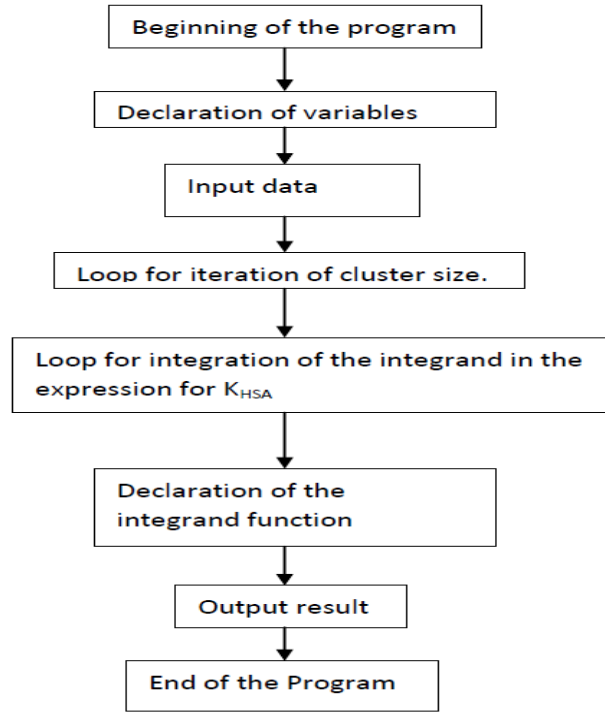 Beginning of the program
Declaration of variables
Input data
Loop for iteration of cluster size.
Loop for integration of the integrand in the
expression for K_HSA
Declaration of the
integrand function
Output result
End of the Program